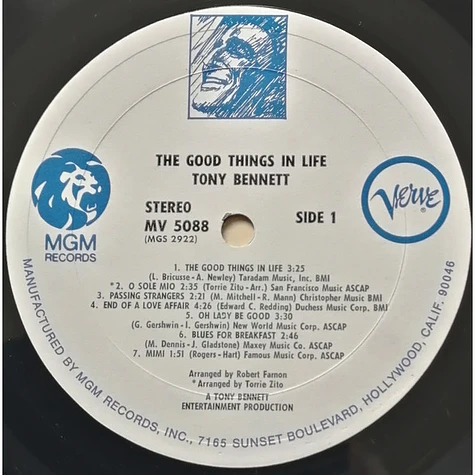 THE GOOD THINGS IN LIFE
TONY BENNETT
STEREO
MV 5088
(MGS 2922)
SIDE 1
MGM
RECORDS
Verve
1. THE GOOD THINGS IN LIFE 3:25
(L. Bricusse - A. Newley) Taradam Music, Inc. BMI
*2. O SOLE MIO 2:35 (Torrie Zito - Arr.) San Francisco Music ASCAP
3. PASSING STRANGERS 2:21 (M. Mitchell - R. Mann) Christopher Music BMI
4. END OF A LOVE AFFAIR 4:26 (Edward C. Redding) Duchess Music Corp. BMI
5. OH LADY BE GOOD 3:30
(G. Gershwin - I. Gershwin) New World Music Corp. ASCAP
6. BLUES FOR BREAKFAST 2:46
(M. Dennis - J. Gladstone) Maxey Music Co. ASCAP
7. MIMI 1:51 (Rogers - Hart) Famous Music Corp. ASCAP
Arranged by Robert Farnon
* Arranged by Torrie Zito
A TONY BENNETT
ENTERTAINMENT PRODUCTION
MANUFACTURED BY MGM RECORDS, INC., 7165 SUNSET BOULEVARD, HOLLYWOOD, CALIF. 90046